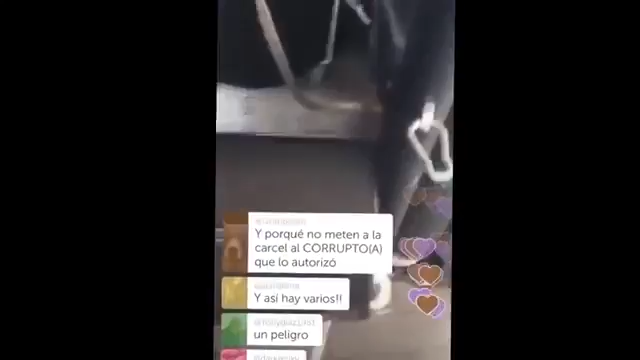 Y porqué no meten a la
carcel al CORRUPTO(A)
que lo autorizó
Y así hay varios!!
un peligro